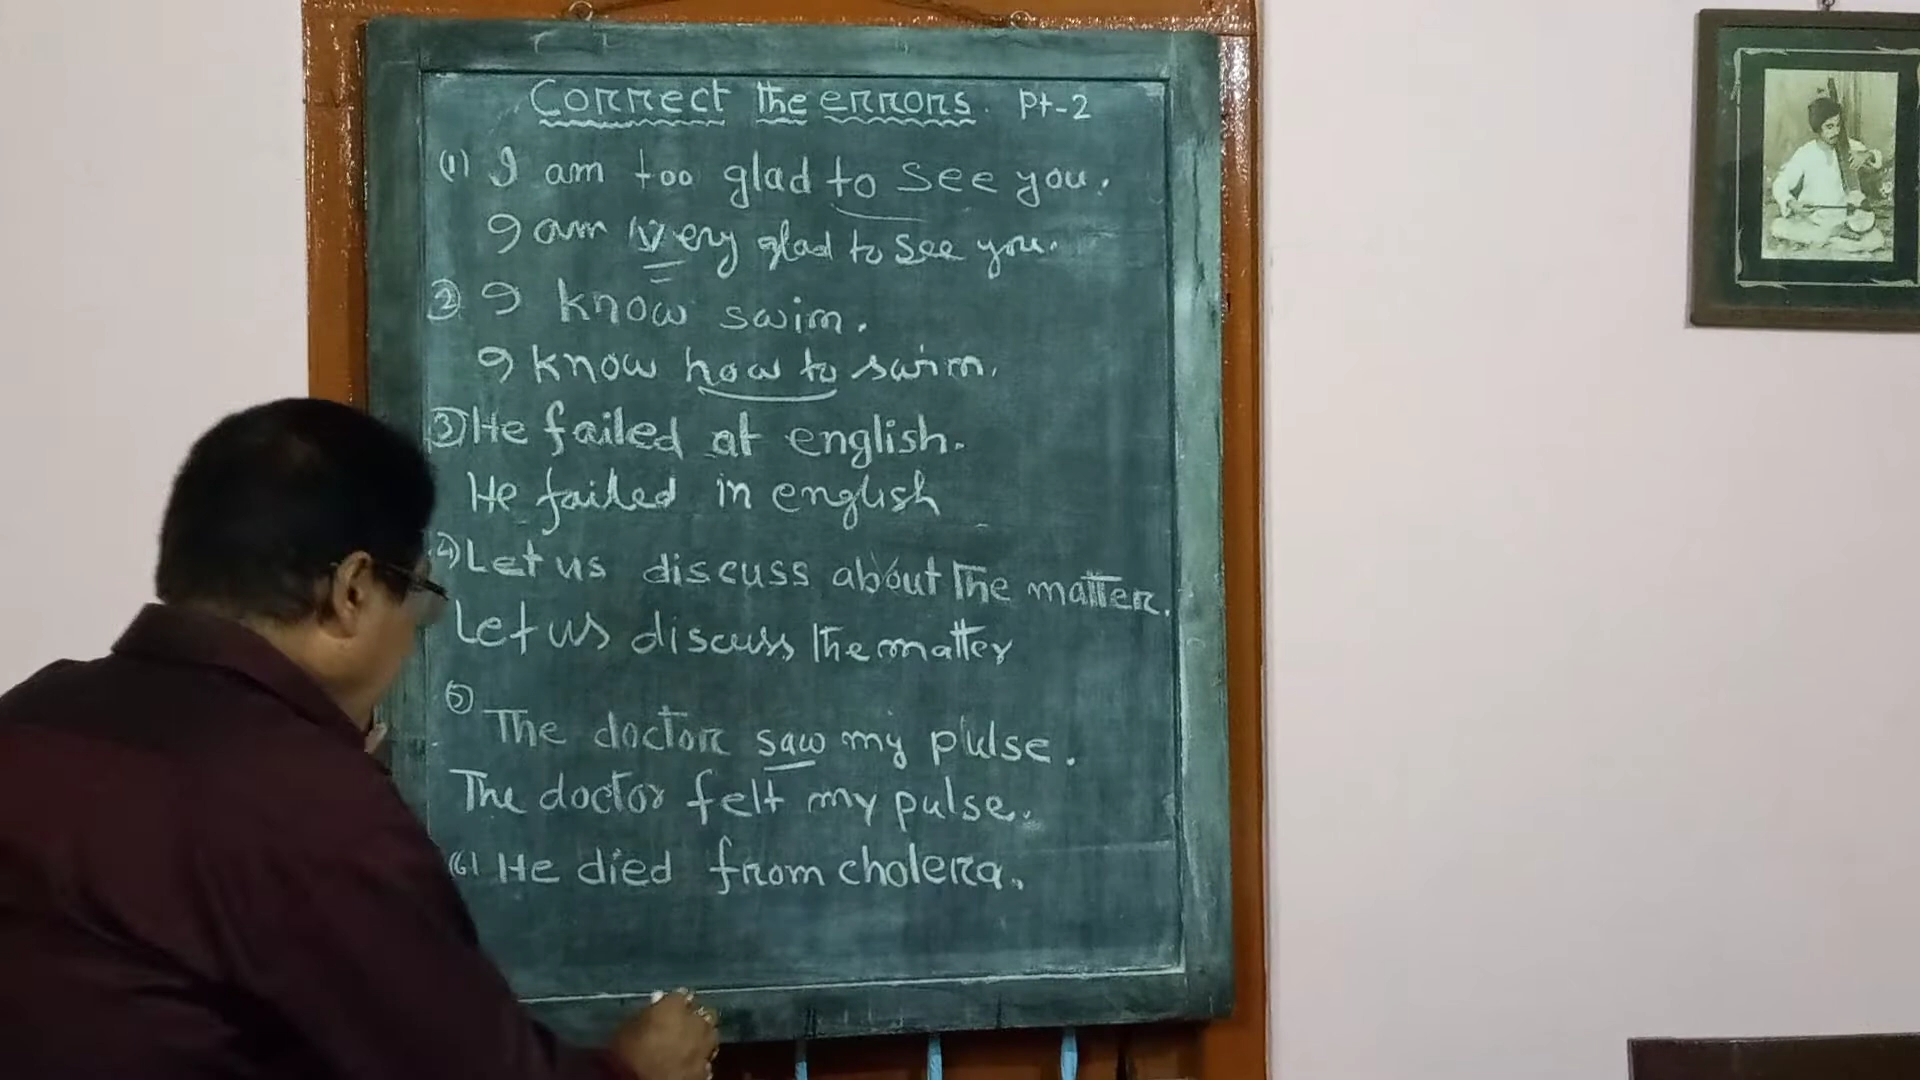 Correct the errors. Pt-2
(1) I am too glad to see you.
I am very glad to see you.
② I know swim.
I know how to swim.
③ He failed at english.
He failed in english
4) Let us discuss about the matter.
Let us discuss the matter
⑤
The doctor saw my pulse.
The doctor felt my pulse.
(6) He died from cholera.